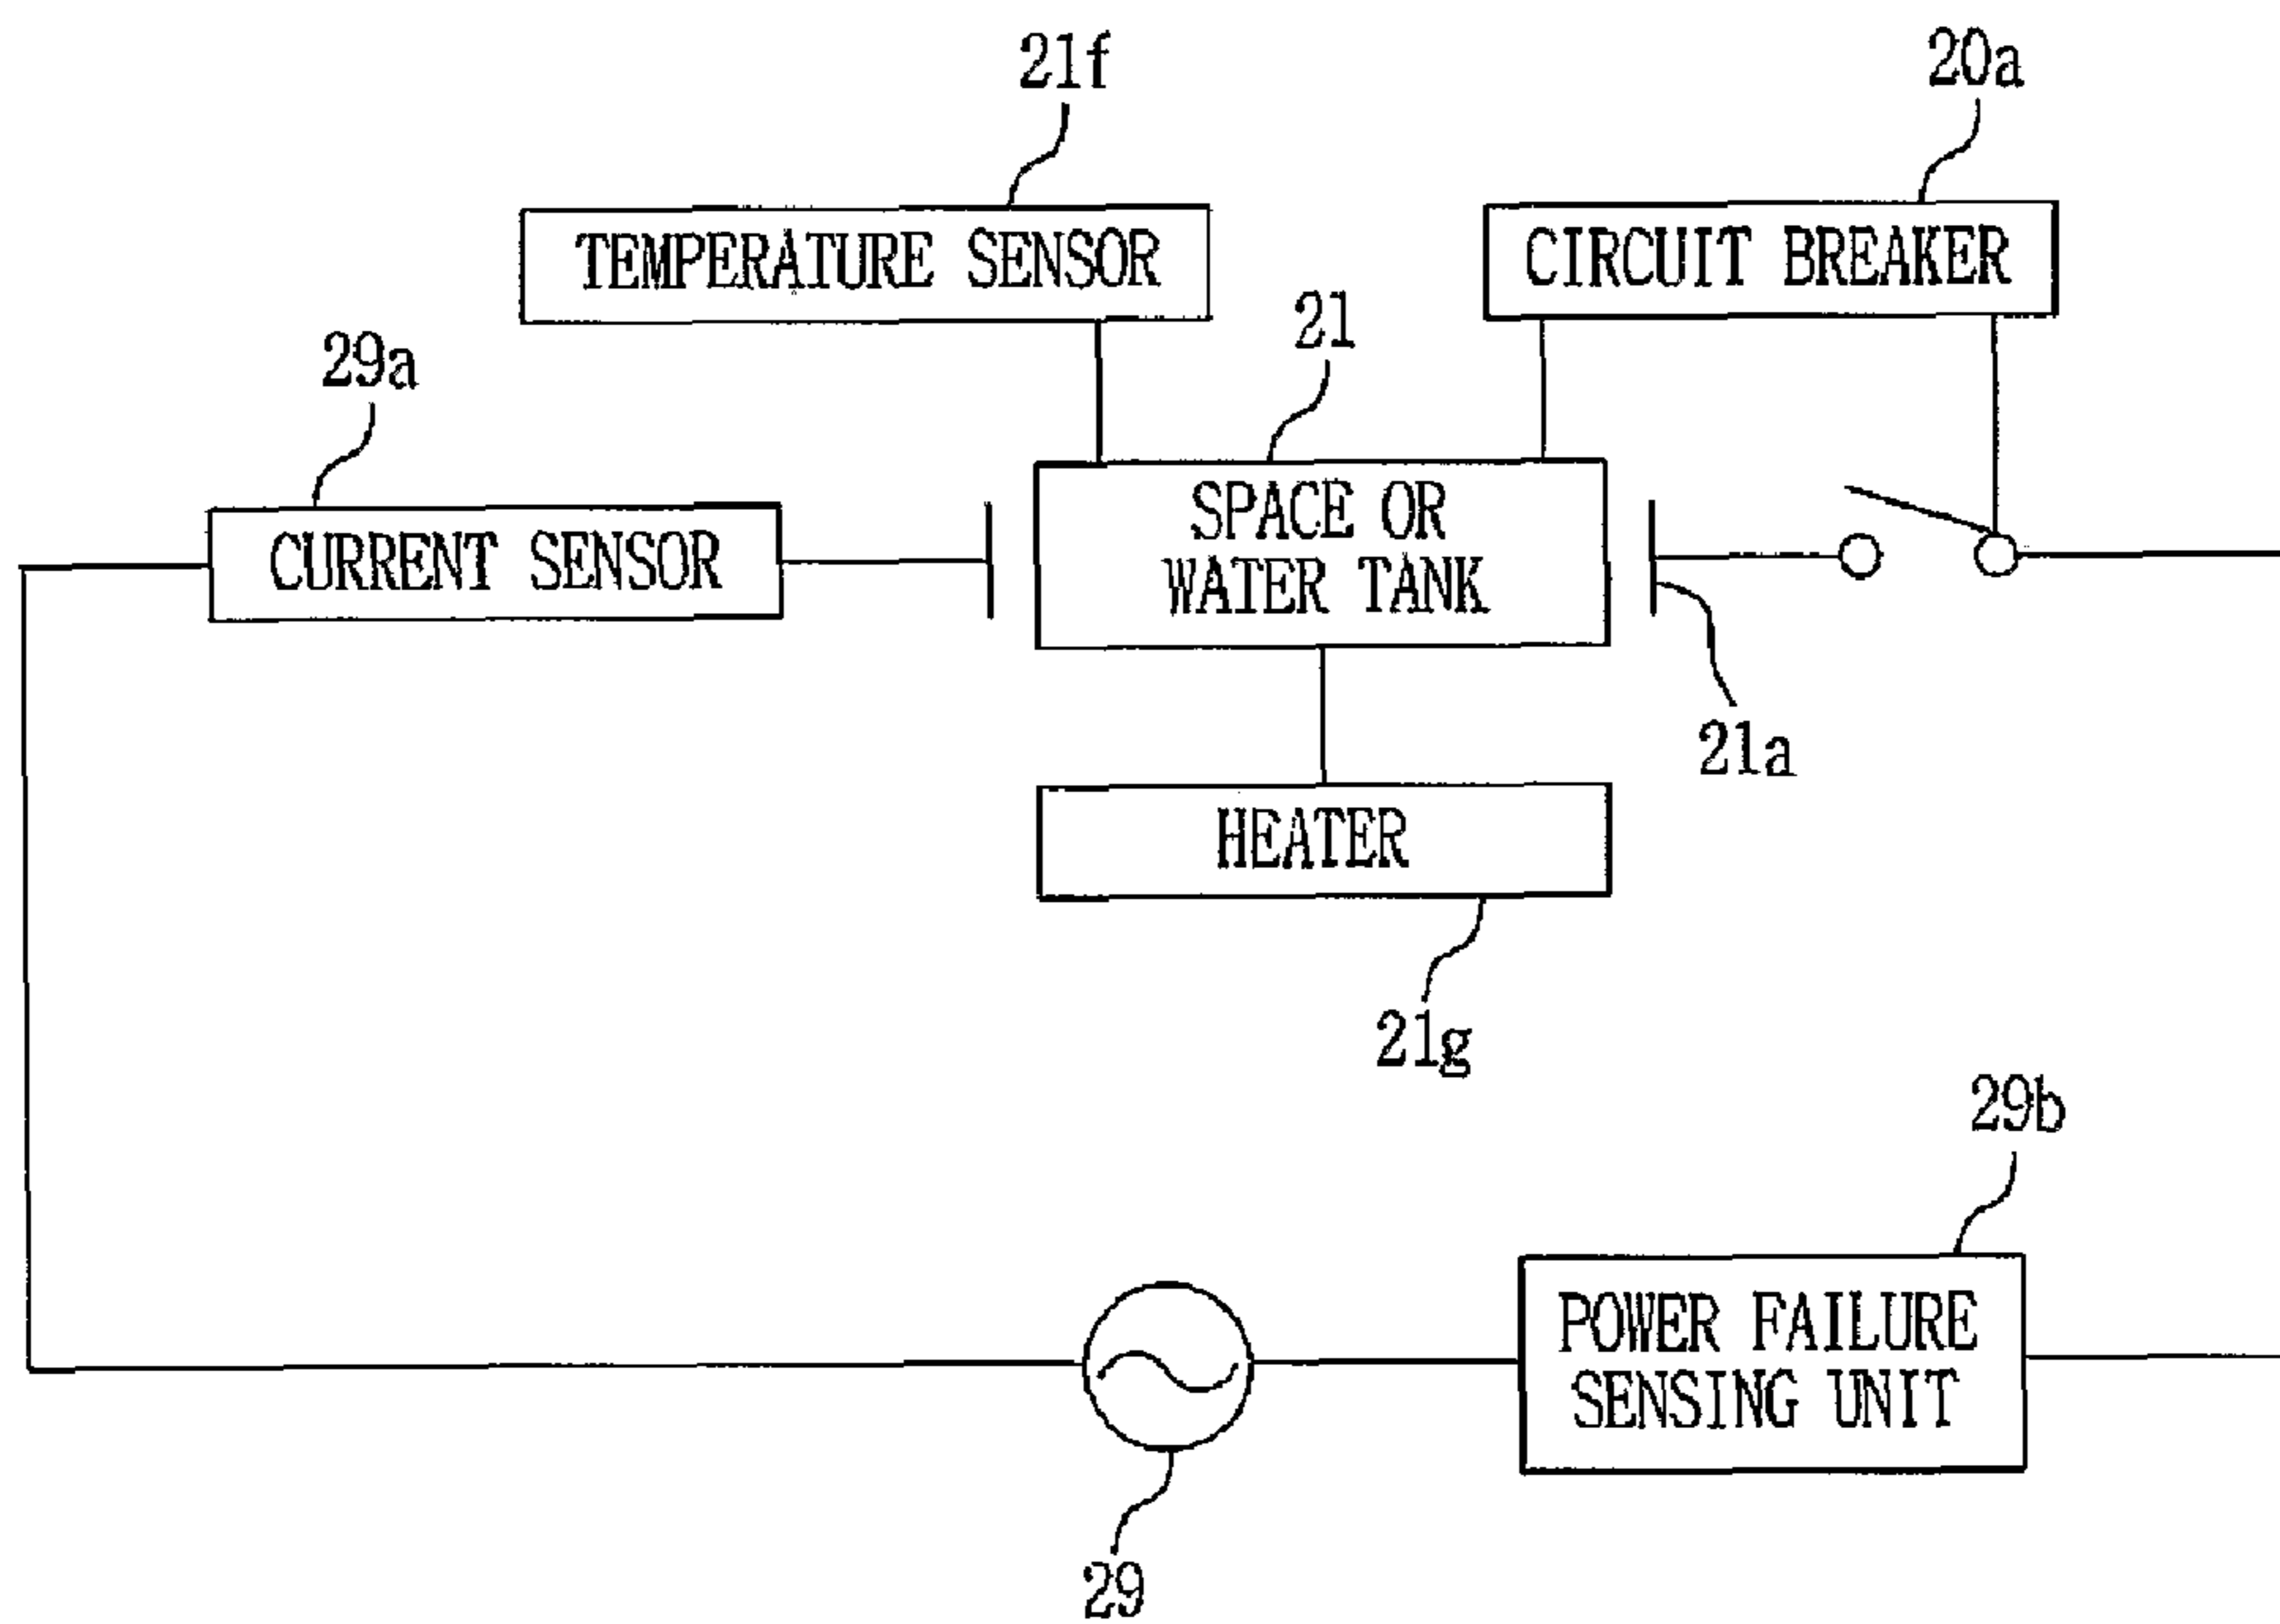 21f
20a
TEMPERATURE SENSOR
CIRCUIT BREAKER
21
29a
SPACE OR
WATER TANK
CURRENT SENSOR
21a
HEATER
21g
29b
POWER FAILURE
SENSING UNIT
29